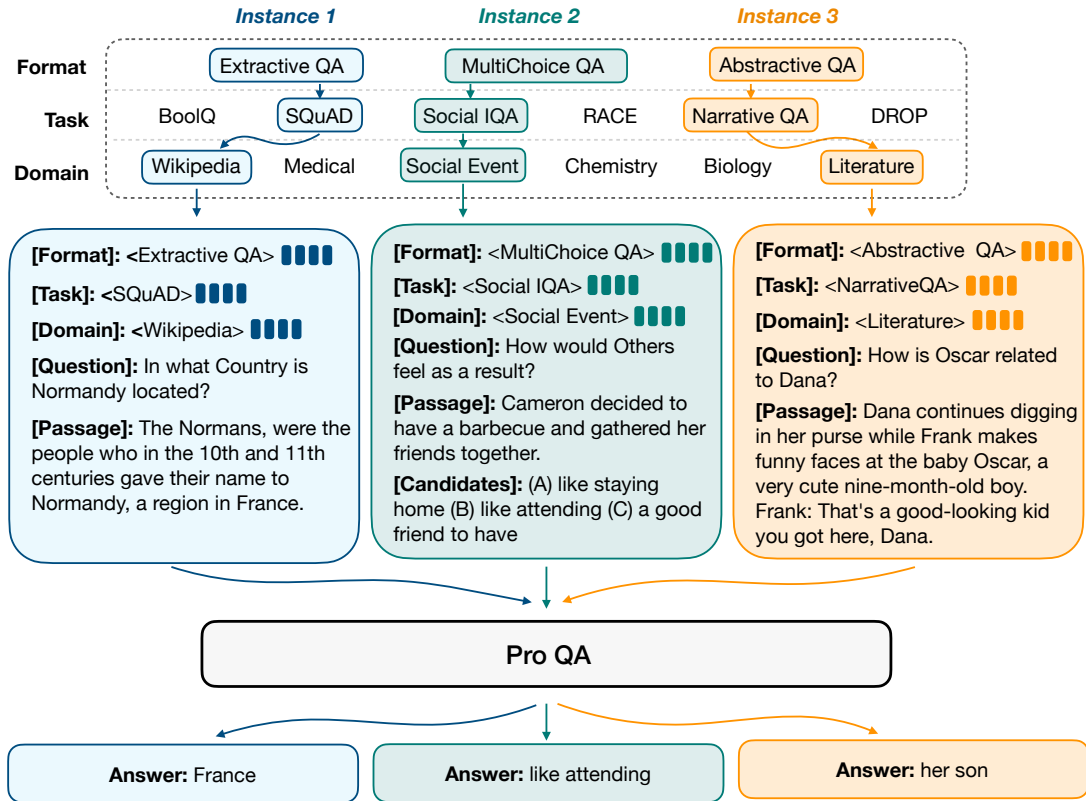 Instance 1 Instance 2 Instance 3
Format Extractive QA MultiChoice QA Abstractive QA
Task BoolQ SQuAD Social IQA RACE Narrative QA DROP
Domain Wikipedia Medical Social Event Chemistry Biology Literature
[Format]: <Extractive QA>
[Task]: <SQuAD>
[Domain]: <Wikipedia>
[Question]: In what Country is
Normandy located?
[Passage]: The Normans, were the
people who in the 10th and 11th
centuries gave their name to
Normandy, a region in France.
[Format]: <MultiChoice QA>
[Task]: <Social IQA>
[Domain]: <Social Event>
[Question]: How would Others
feel as a result?
[Passage]: Cameron decided to
have a barbecue and gathered her
friends together.
[Candidates]: (A) like staying
home (B) like attending (C) a good
friend to have
[Format]: <Abstractive QA>
[Task]: <NarrativeQA>
[Domain]: <Literature>
[Question]: How is Oscar related
to Dana?
[Passage]: Dana continues digging
in her purse while Frank makes
funny faces at the baby Oscar, a
very cute nine-month-old boy.
Frank: That's a good-looking kid
you got here, Dana.
Pro QA
Answer: France
Answer: like attending
Answer: her son